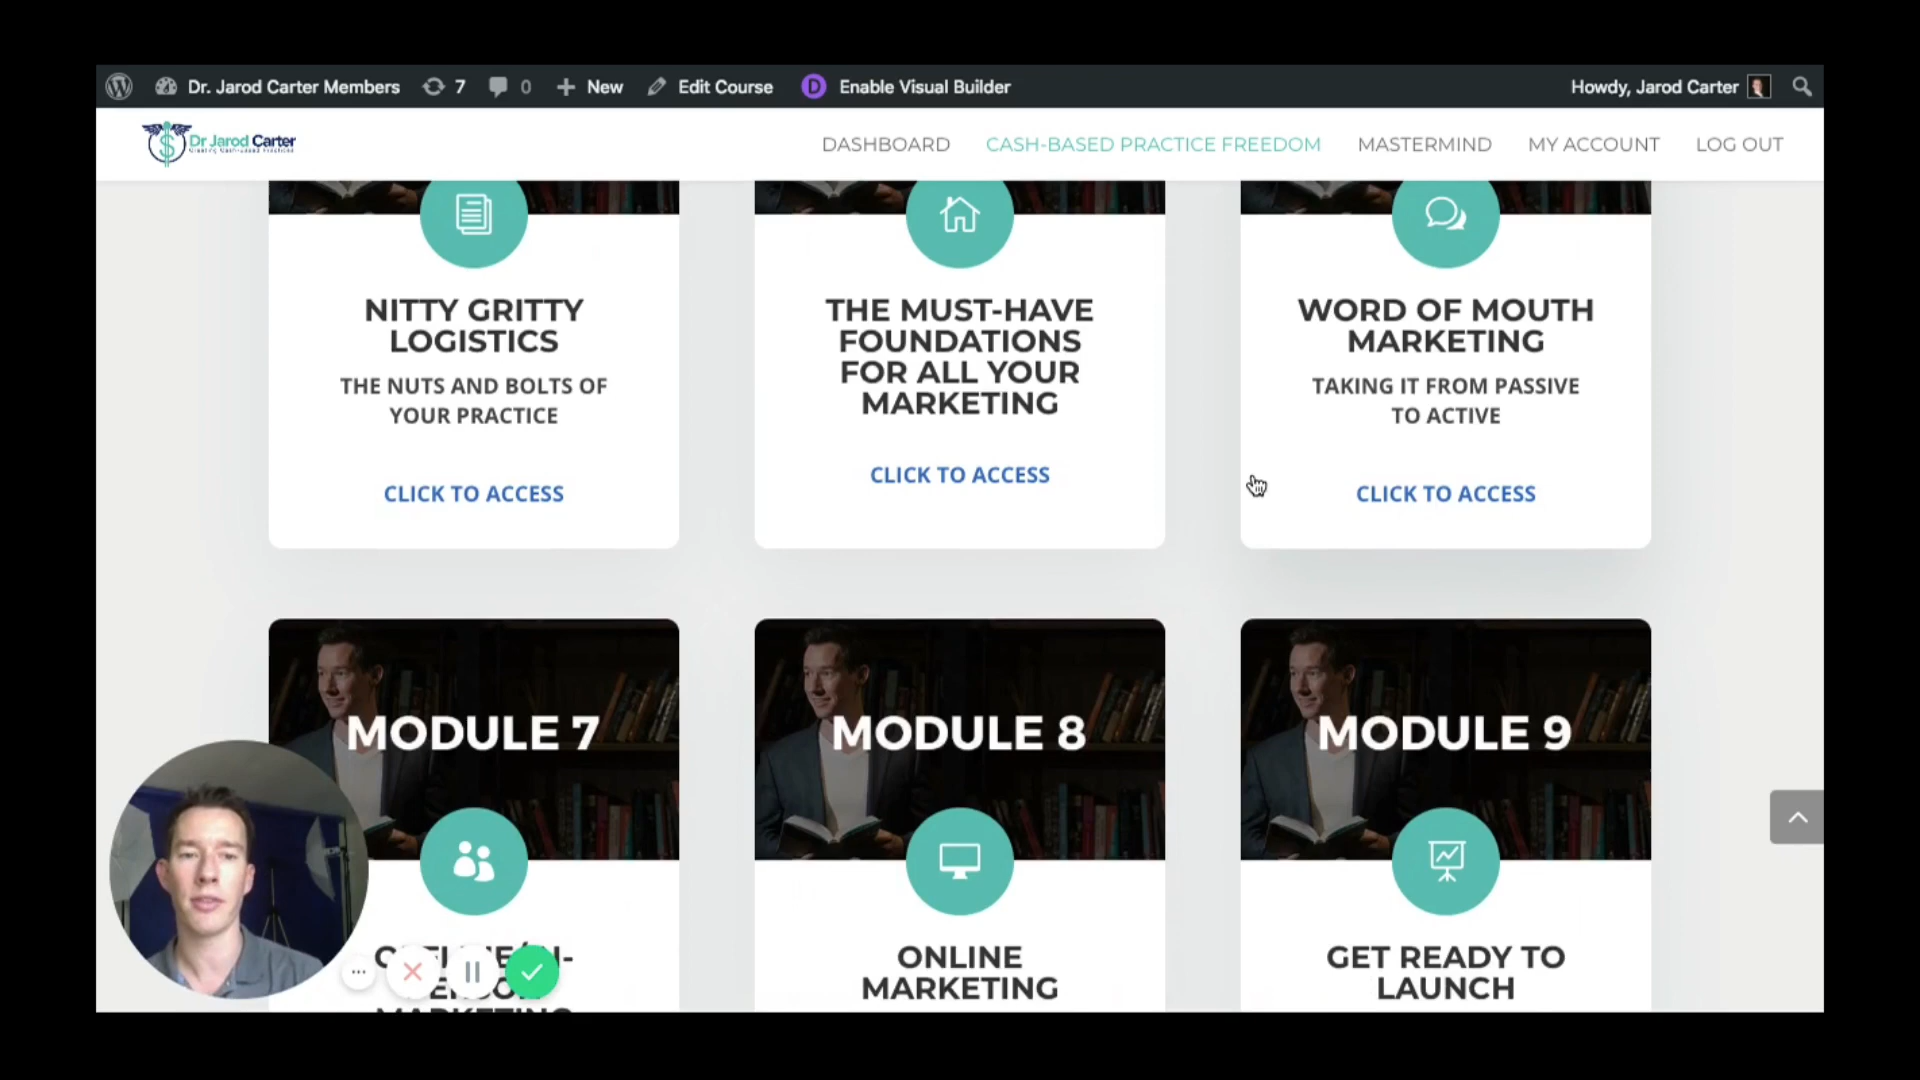 Dr. Jarod Carter Members 7 0 New Edit Course D Enable Visual Builder Howdy, Jarod Carter
Dr Jarod Carter
DASHBOARD CASH-BASED PRACTICE FREEDOM MASTERMIND MY ACCOUNT LOG OUT
NITTY GRITTY
LOGISTICS
THE NUTS AND BOLTS OF
YOUR PRACTICE
CLICK TO ACCESS
THE MUST-HAVE
FOUNDATIONS
FOR ALL YOUR
MARKETING
CLICK TO ACCESS
WORD OF MOUTH
MARKETING
TAKING IT FROM PASSIVE
TO ACTIVE
CLICK TO ACCESS
MODULE 7
MARKETING
MODULE 8
ONLINE
MARKETING
MODULE 9
GET READY TO
LAUNCH